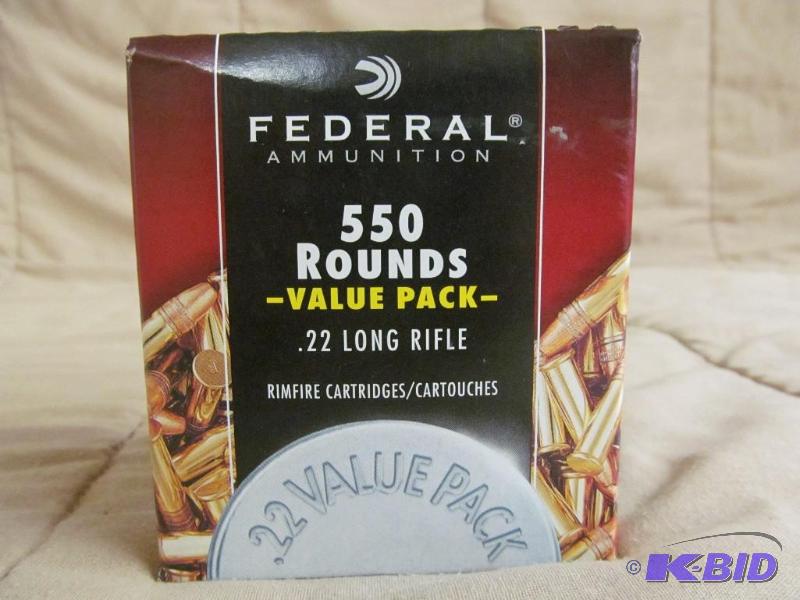 FEDERAL®
AMMUNITION
550
ROUNDS
–VALUE PACK–
.22 LONG RIFLE
RIMFIRE CARTRIDGES/CARTOUCHES
.22 VALUE PACK
© K-BID